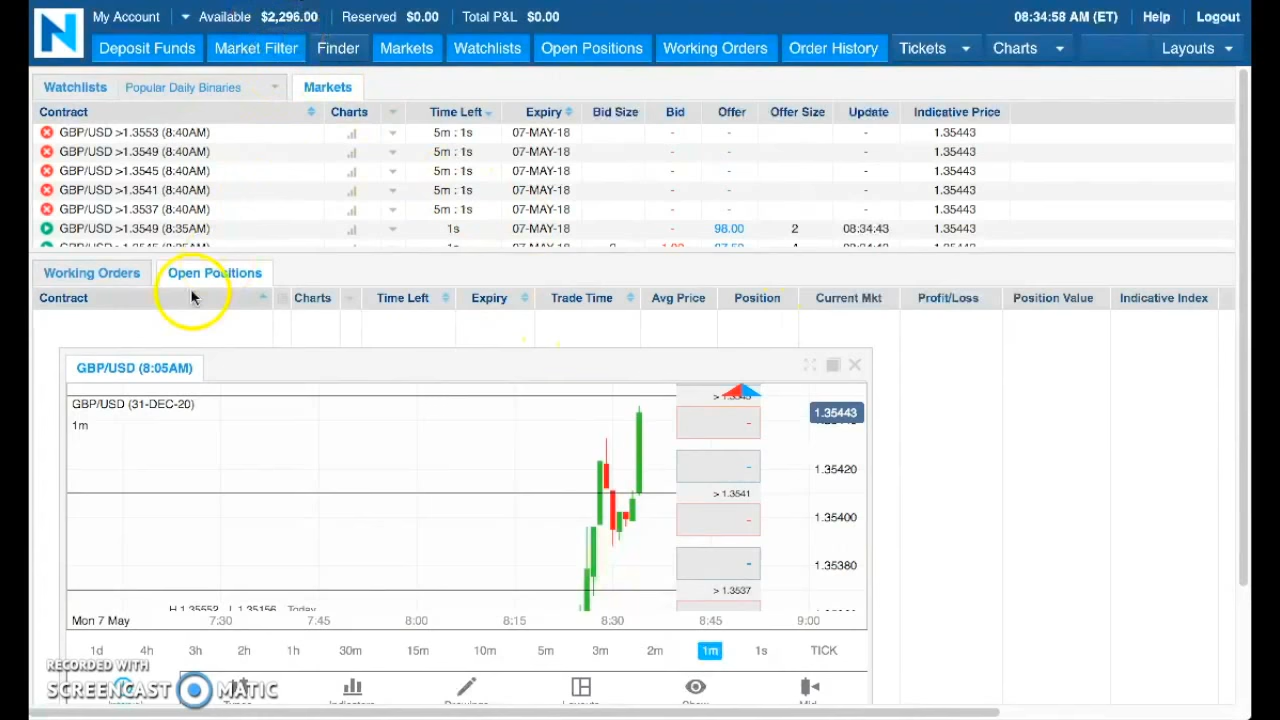 My Account Available $2,296.00 Reserved $0.00 Total P&L $0.00 08:34:58 AM (ET) Help Logout
N
Deposit Funds Market Filter Finder Markets Watchlists Open Positions Working Orders Order History Tickets Charts Layouts
Watchlists Popular Daily Binaries Markets
Contract Charts Time Left Expiry Bid Size Bid Offer Offer Size Update Indicative Price
GBP/USD >1.3553 (8:40AM) 5m : 1s 07-MAY-18 - - - 1.35443
GBP/USD >1.3549 (8:40AM) 5m : 1s 07-MAY-18 - - - 1.35443
GBP/USD >1.3545 (8:40AM) 5m : 1s 07-MAY-18 - - - 1.35443
GBP/USD >1.3541 (8:40AM) 5m : 1s 07-MAY-18 - - - 1.35443
GBP/USD >1.3537 (8:40AM) 5m : 1s 07-MAY-18 - - - 1.35443
GBP/USD >1.3549 (8:35AM) 1s 07-MAY-18 - 98.00 2 08:34:43 1.35443
Working Orders Open Positions
Contract Charts Time Left Expiry Trade Time Avg Price Position Current Mkt Profit/Loss Position Value Indicative Index
GBP/USD (8:05AM)
GBP/USD (31-DEC-20)
1m
1.35443
1.35420
> 1.3541
1.35400
1.35380
> 1.3537
H 1.35552 L 1.35156 Today
Mon 7 May 7:30 7:45 8:00 8:15 8:30 8:45 9:00
1d 4h 3h 2h 1h 30m 15m 10m 5m 3m 2m 1m 1s TICK
RECORDED WITH
SCREENCAST MATIC